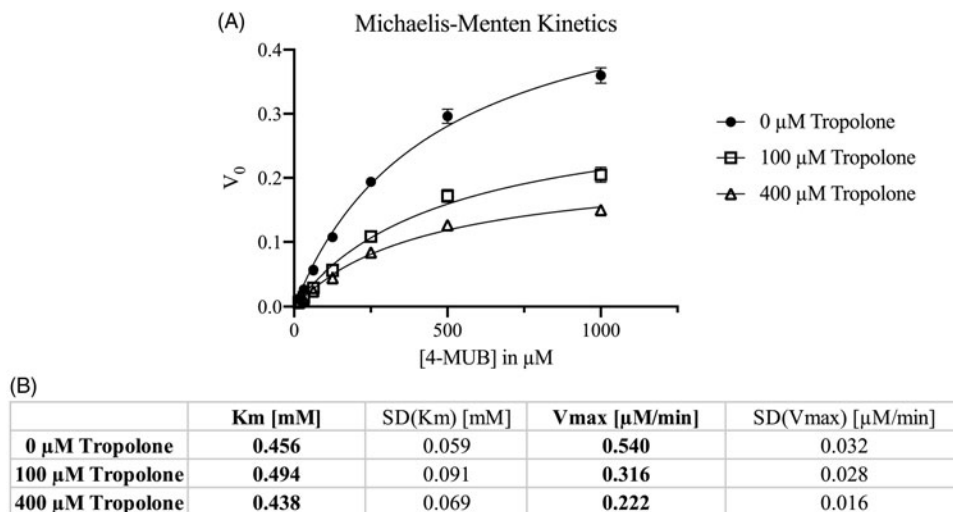 (A)
Michaelis-Menten Kinetics
0.4
0.3
0.2
0.1
0.0
V0
0 500 1000
[4-MUB] in µM
0 µM Tropolone
100 µM Tropolone
400 µM Tropolone
(B)
Km [mM] SD(Km) [mM] Vmax [µM/min] SD(Vmax) [µM/min]
0 µM Tropolone 0.456 0.059 0.540 0.032
100 µM Tropolone 0.494 0.091 0.316 0.028
400 µM Tropolone 0.438 0.069 0.222 0.016